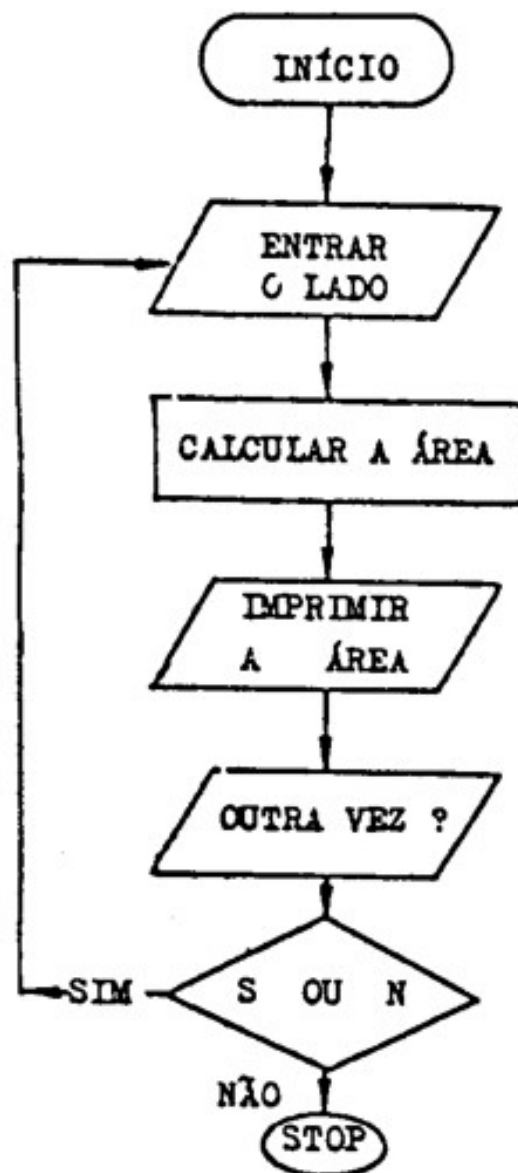 INÍCIO
ENTRAR
O LADO
CALCULAR A ÁREA
IMPRIMIR
A ÁREA
OUTRA VEZ ?
S OU N
SIM
NÃO
STOP